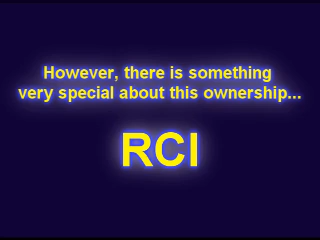 However, there is something
very special about this ownership...
RCI